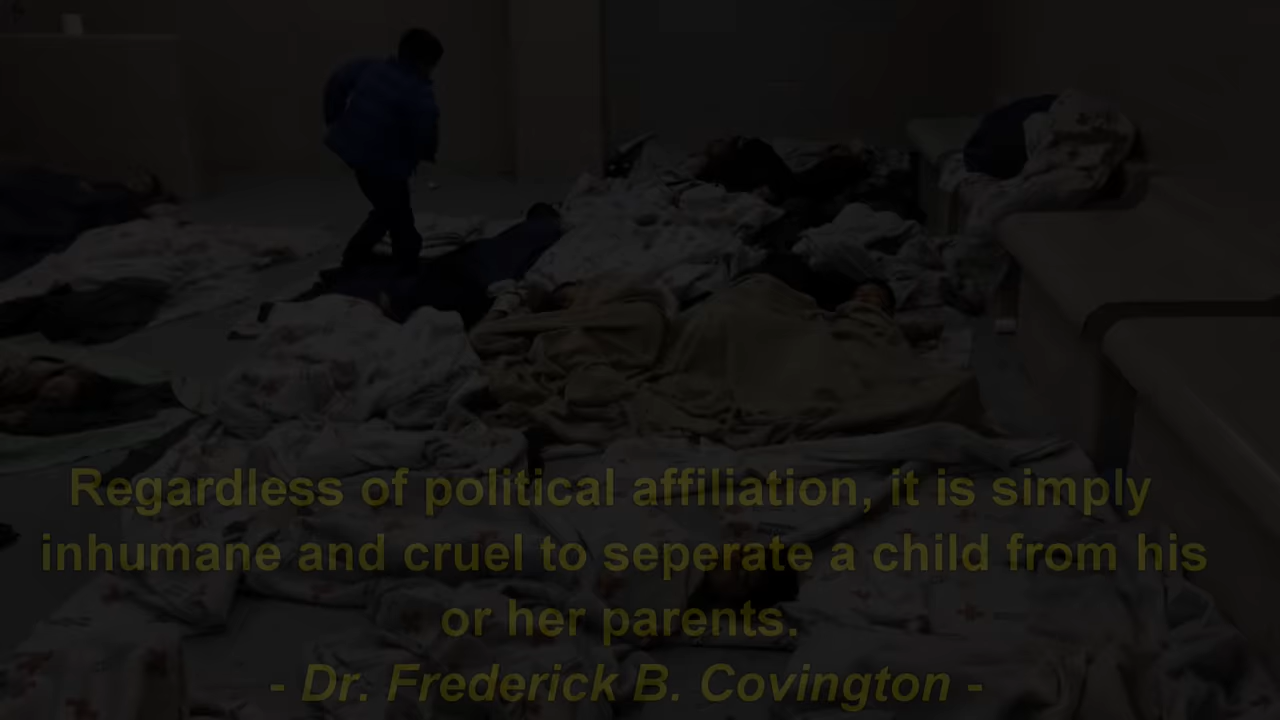 Regardless of political affiliation, it is simply
inhumane and cruel to seperate a child from his
or her parents.
- Dr. Frederick B. Covington -